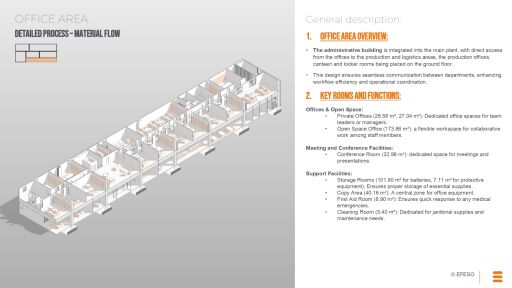 OFFICE AREA
DETAILED PROCESS – MATERIAL FLOW
General description:
1. OFFICE AREA OVERVIEW:
• The administrative building is integrated into the main plant, with direct access
from the offices to the production and logistics areas, the production offices,
canteen and locker rooms being placed on the ground floor.
• This design ensures seamless communication between departments, enhancing
workflow efficiency and operational coordination.
2. KEY ROOMS AND FUNCTIONS:
Offices & Open Space:
• Private Offices (26.56 m², 27.04 m²): Dedicated office spaces for team
leaders or managers.
• Open Space Office (173.86 m²): a flexible workspace for collaborative
work among staff members.
Meeting and Conference Facilities:
• Conference Room (32.98 m²): dedicated space for meetings and
presentations.
Support Facilities:
• Storage Rooms (101.90 m² for batteries, 7.11 m² for protective
equipment): Ensures proper storage of essential supplies.
• Copy Area (40.16 m²): A central zone for office equipment.
• First Aid Room (8.90 m²): Ensures quick response to any medical
emergencies.
• Cleaning Room (5.40 m²): Dedicated for janitorial supplies and
maintenance needs.
© EFESO